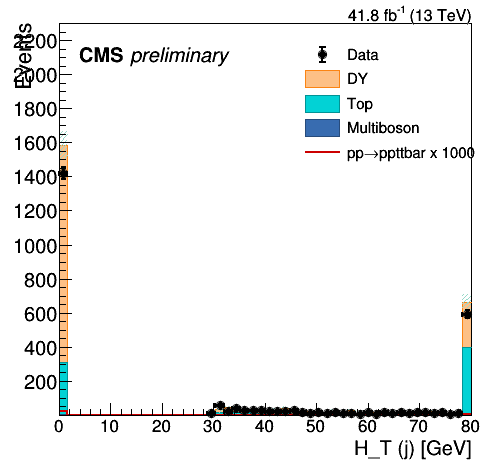 41.8 fb⁻¹ (13 TeV)
Events
CMS preliminary
Data
DY
Top
Multiboson
pp→ppttbar x 1000
2200
2000
1800
1600
1400
1200
1000
800
600
400
200
0 10 20 30 40 50 60 70 80
H_T (j) [GeV]